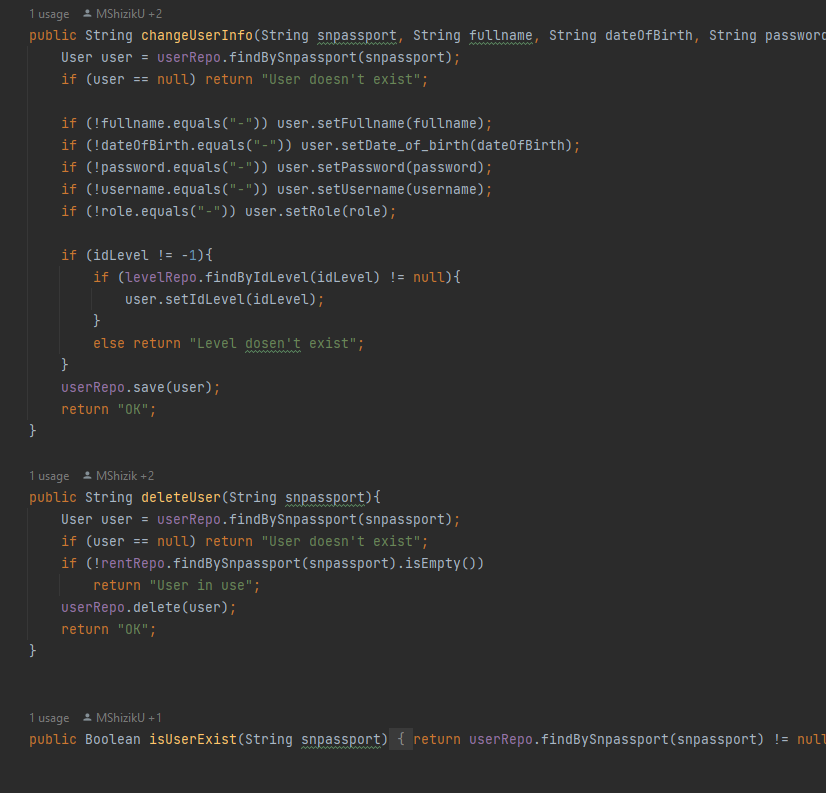 1 usage MShizikU +2
public String changeUserInfo(String snpassport, String fullname, String dateOfBirth, String password
User user = userRepo.findBySnpassport(snpassport);
if (user == null) return "User doesn't exist";
if (!fullname.equals("-")) user.setFullname(fullname);
if (!dateOfBirth.equals("-")) user.setDate_of_birth(dateOfBirth);
if (!password.equals("-")) user.setPassword(password);
if (!username.equals("-")) user.setUsername(username);
if (!role.equals("-")) user.setRole(role);
if (idLevel != -1){
if (levelRepo.findByIdLevel(idLevel) != null){
user.setIdLevel(idLevel);
}
else return "Level dosen't exist";
}
userRepo.save(user);
return "OK";
}
1 usage MShizik +2
public String deleteUser(String snpassport){
User user = userRepo.findBySnpassport(snpassport);
if (user == null) return "User doesn't exist";
if (!rentRepo.findBySnpassport(snpassport).isEmpty())
return "User in use";
userRepo.delete(user);
return "OK";
}
1 usage MShizikU +1
public Boolean isUserExist(String snpassport) { return userRepo.findBySnpassport(snpassport) != null